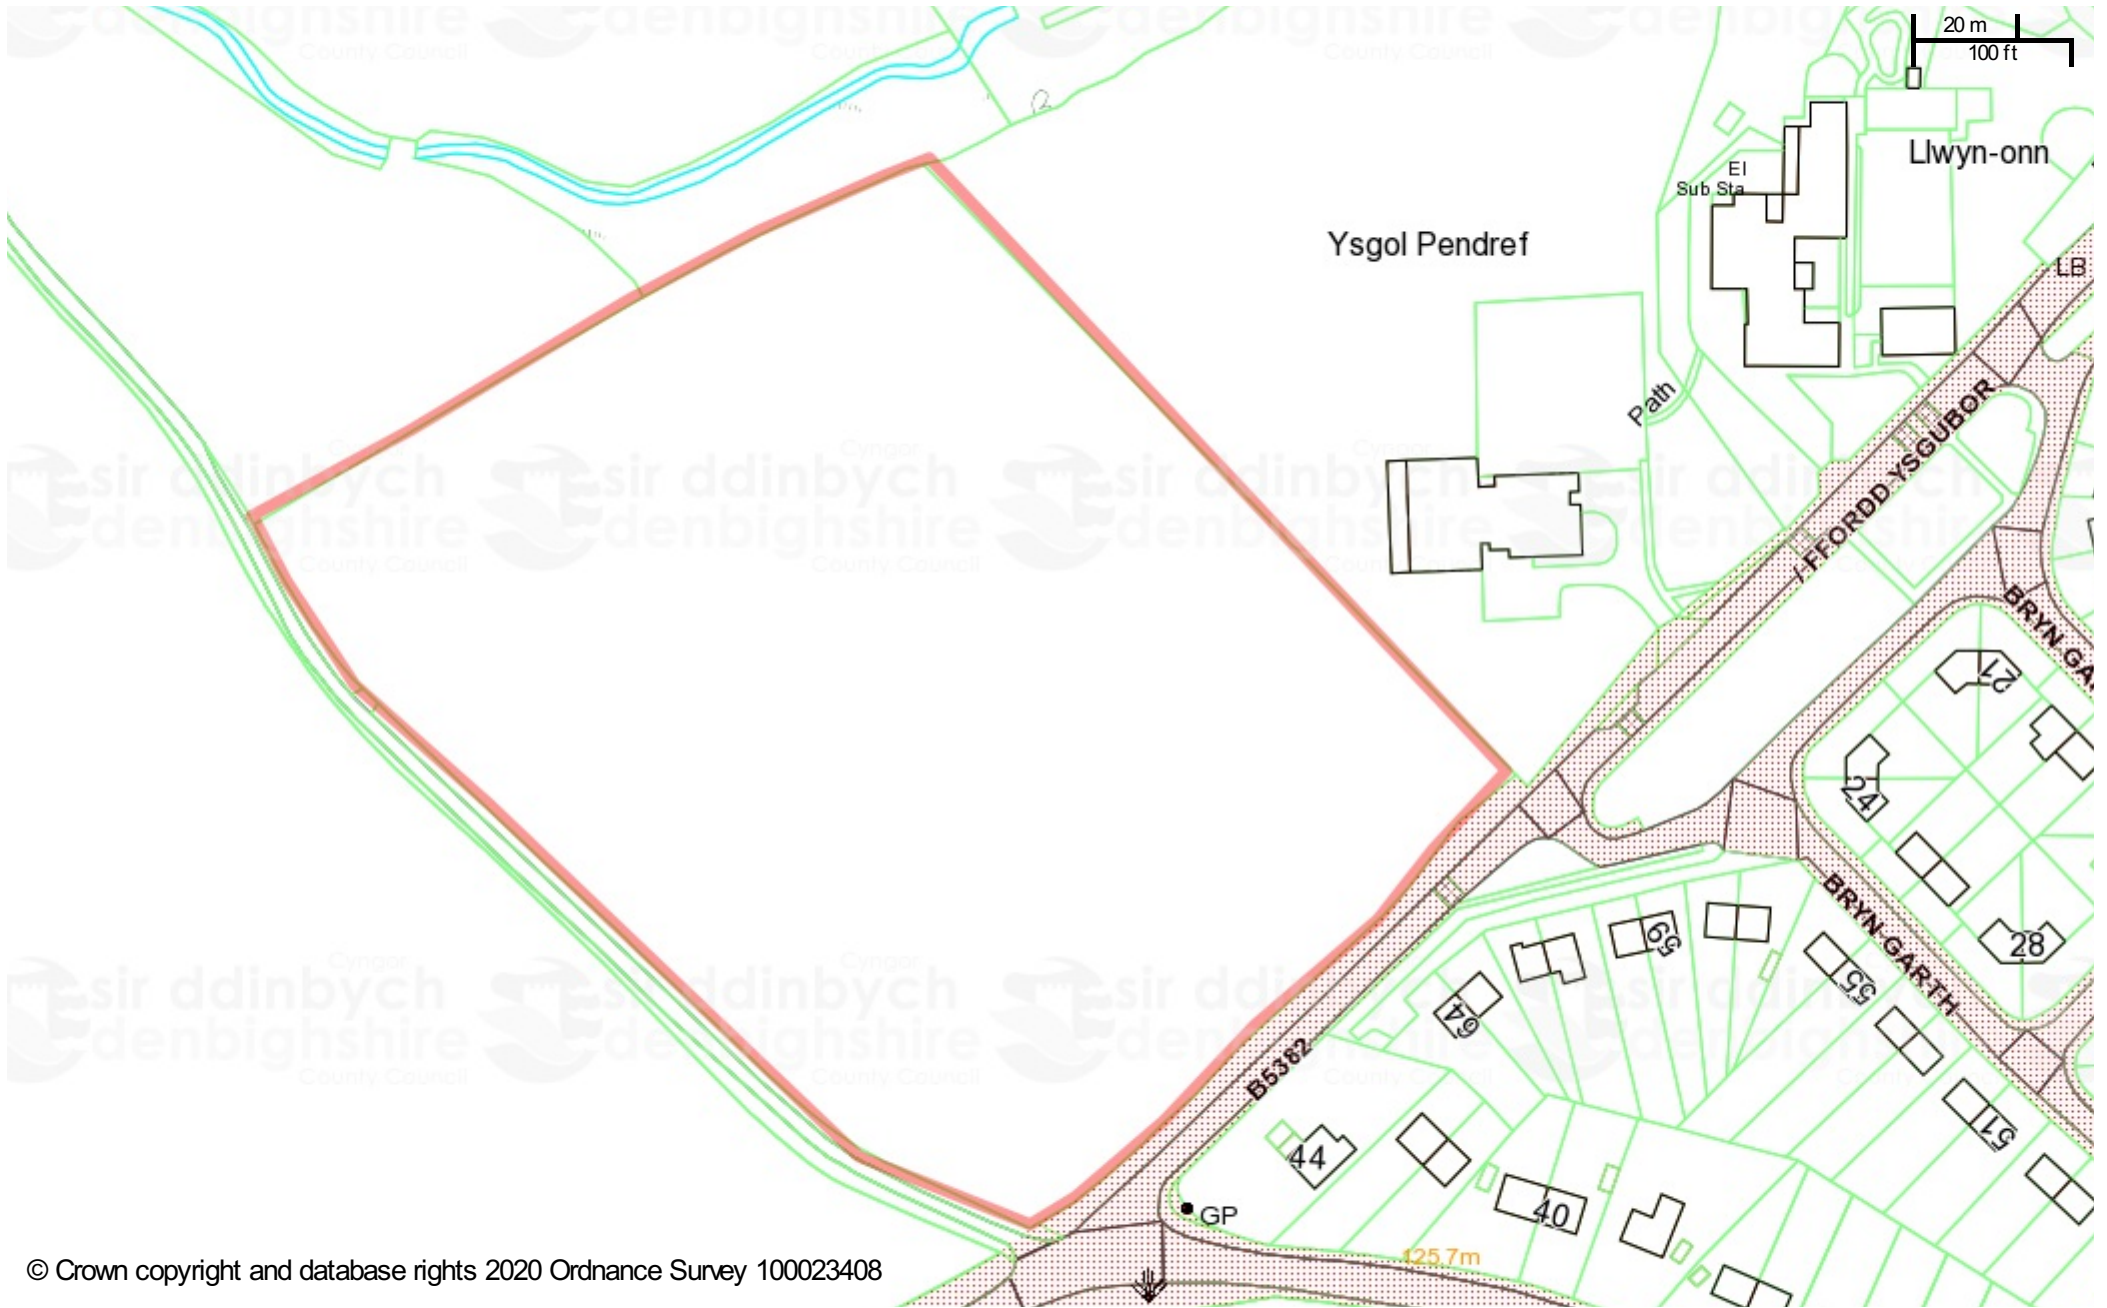 20 m
100 ft
Llwyn-onn
El
Sub Sta
Ysgol Pendref
LB
Path
FFORDD YSGUBOR
BRYN GA
21
24
BRYN GARTH
28
59
55
64
B5382
51
44
40
GP
125.7m
Cyngor
sir ddinbych
denbighshire
County Council
© Crown copyright and database rights 2020 Ordnance Survey 100023408